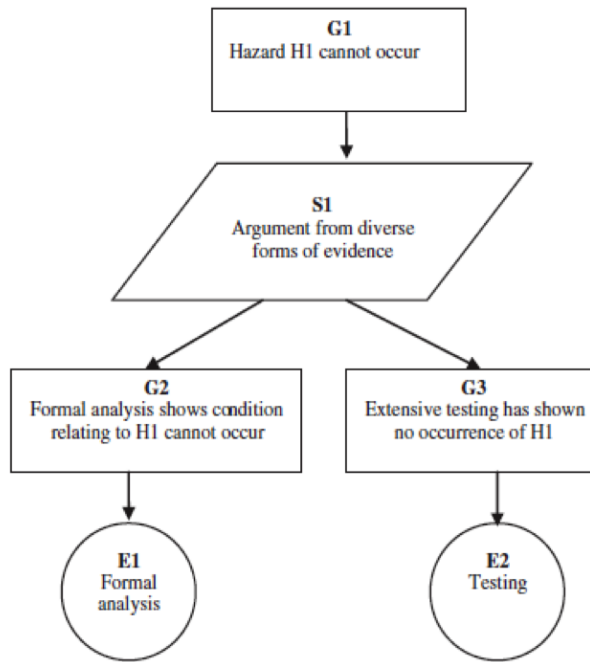 G1
Hazard H1 cannot occur
S1
Argument from diverse
forms of evidence
G2
Formal analysis shows condition
relating to H1 cannot occur
G3
Extensive testing has shown
no occurrence of H1
E1
Formal
analysis
E2
Testing